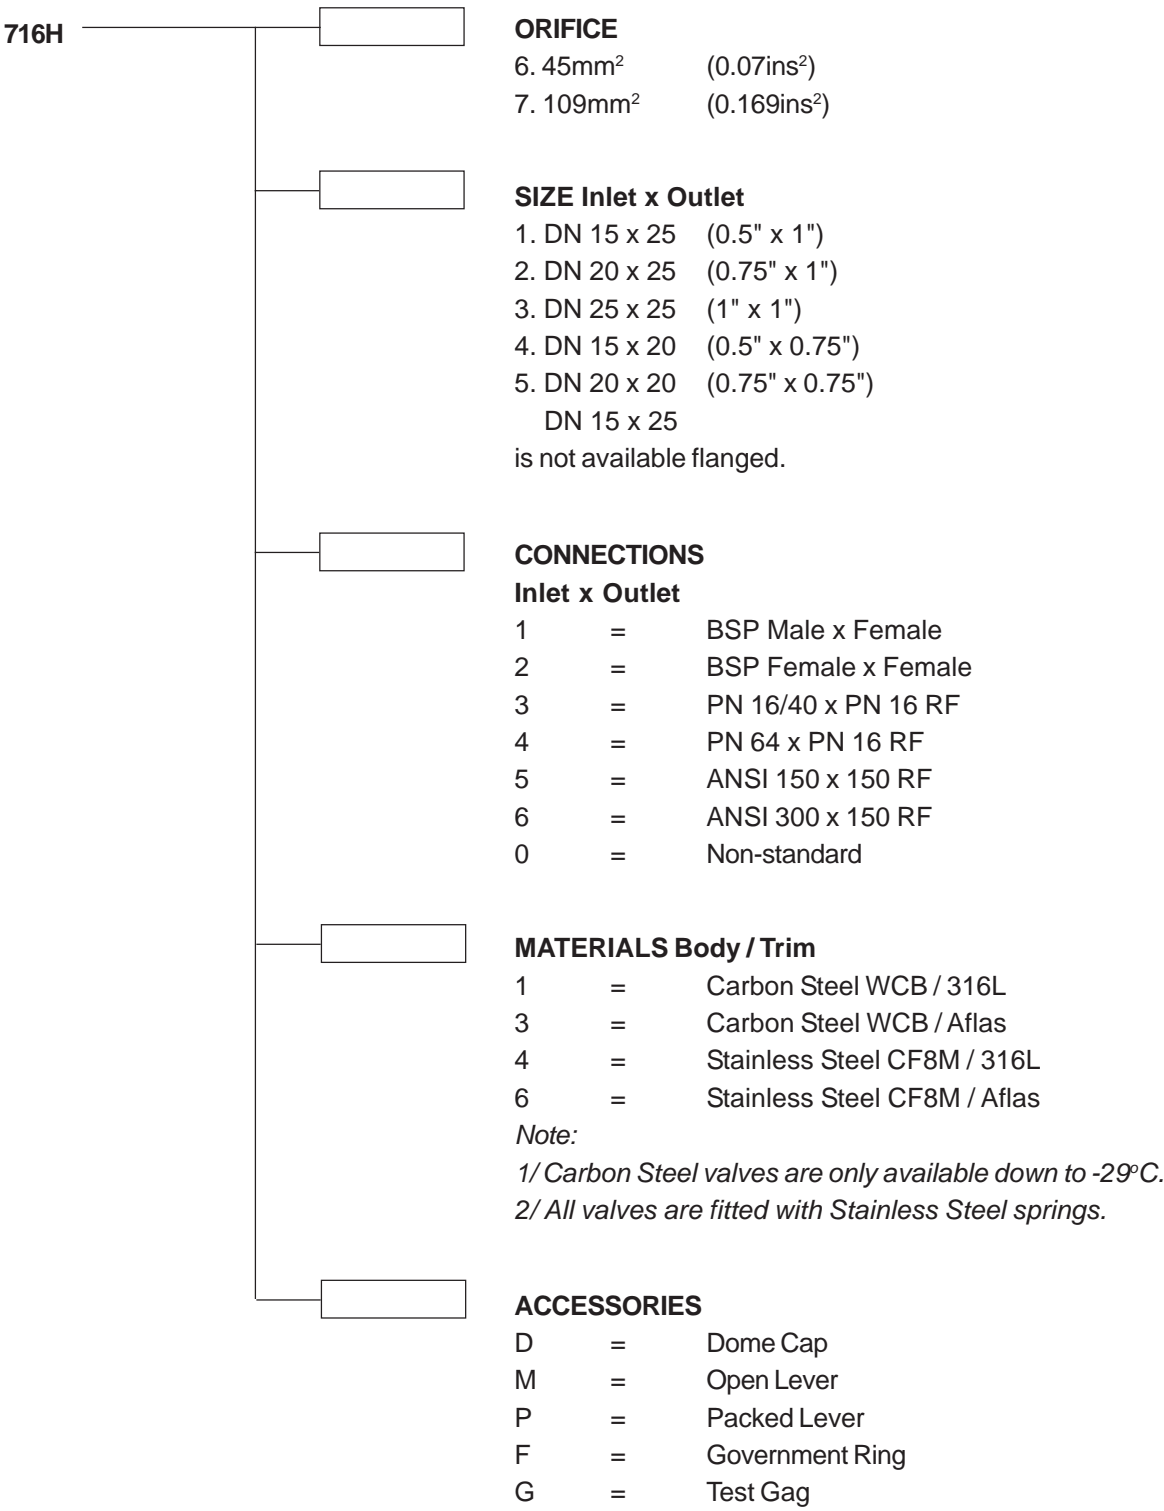 716H
ORIFICE
6. 45mm² (0.07ins²)
7. 109mm² (0.169ins²)
SIZE Inlet x Outlet
1. DN 15 x 25 (0.5" x 1")
2. DN 20 x 25 (0.75" x 1")
3. DN 25 x 25 (1" x 1")
4. DN 15 x 20 (0.5" x 0.75")
5. DN 20 x 20 (0.75" x 0.75")
DN 15 x 25
is not available flanged.
CONNECTIONS
Inlet x Outlet
1 = BSP Male x Female
2 = BSP Female x Female
3 = PN 16/40 x PN 16 RF
4 = PN 64 x PN 16 RF
5 = ANSI 150 x 150 RF
6 = ANSI 300 x 150 RF
0 = Non-standard
MATERIALS Body / Trim
1 = Carbon Steel WCB / 316L
3 = Carbon Steel WCB / Aflas
4 = Stainless Steel CF8M / 316L
6 = Stainless Steel CF8M / Aflas
Note:
1/ Carbon Steel valves are only available down to -29°C.
2/ All valves are fitted with Stainless Steel springs.
ACCESSORIES
D = Dome Cap
M = Open Lever
P = Packed Lever
F = Government Ring
G = Test Gag